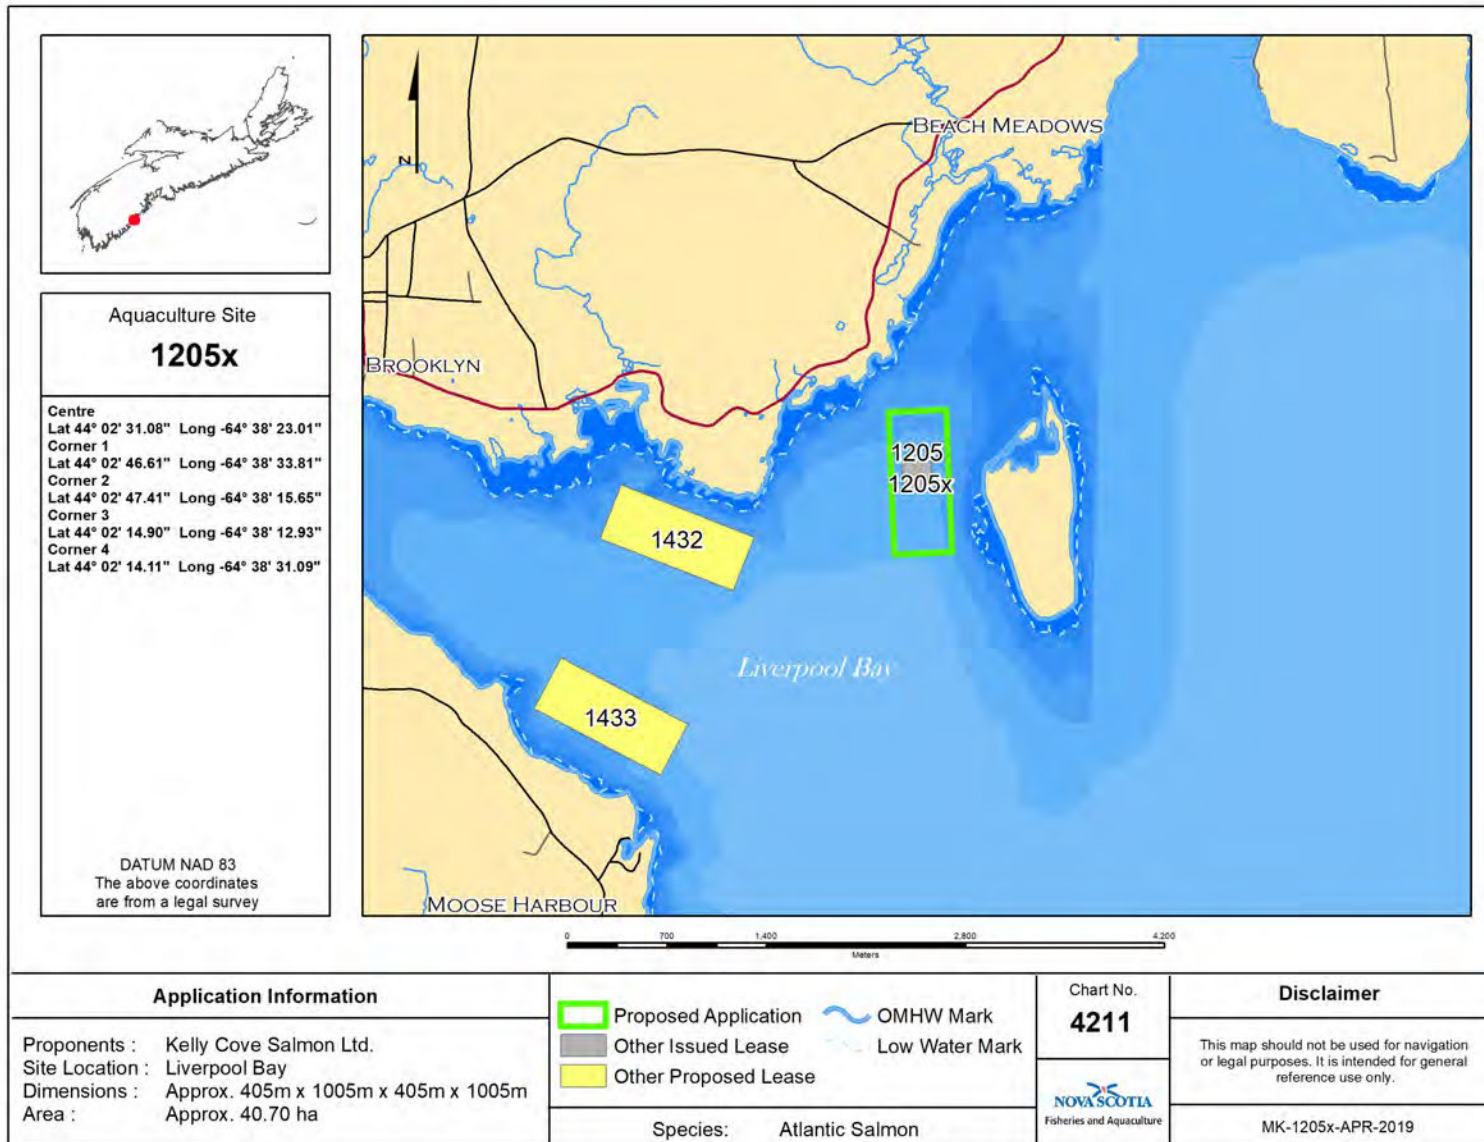 Aquaculture Site
1205x
Centre
Lat 44° 02' 31.08" Long -64° 38' 23.01"
Corner 1
Lat 44° 02' 46.61" Long -64° 38' 33.81"
Corner 2
Lat 44° 02' 47.41" Long -64° 38' 15.65"
Corner 3
Lat 44° 02' 14.90" Long -64° 38' 12.93"
Corner 4
Lat 44° 02' 14.11" Long -64° 38' 31.09"
DATUM NAD 83
The above coordinates
are from a legal survey
N
BEACH MEADOWS
BROOKLYN
1205
1205x
1432
Liverpool Bay
1433
MOOSE HARBOUR
0 700 1,400 2,800 4,200
Meters
Application Information
Proponents : Kelly Cove Salmon Ltd.
Site Location : Liverpool Bay
Dimensions : Approx. 405m x 1005m x 405m x 1005m
Area : Approx. 40.70 ha
Proposed Application
OMHW Mark
Other Issued Lease
Low Water Mark
Other Proposed Lease
Species: Atlantic Salmon
Chart No.
4211
NOVA SCOTIA
Fisheries and Aquaculture
Disclaimer
This map should not be used for navigation
or legal purposes. It is intended for general
reference use only.
MK-1205x-APR-2019